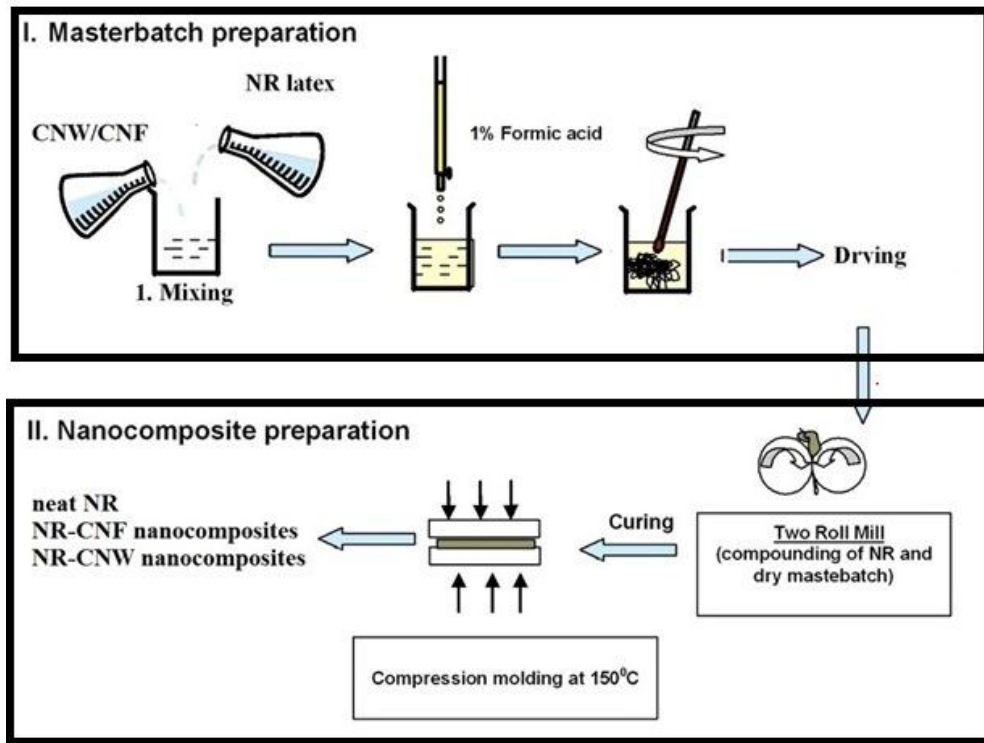 I. Masterbatch preparation
NR latex
CNW/CNF
1% Formic acid
1. Mixing
Drving
II. Nanocomposite preparation
neat NR
NR-CNF nanocomposites
NR-CNW nanocomposites
Curing
Two Roll Mill
(compounding of NR and
dry mastebatch)
Compression molding at 150⁰C